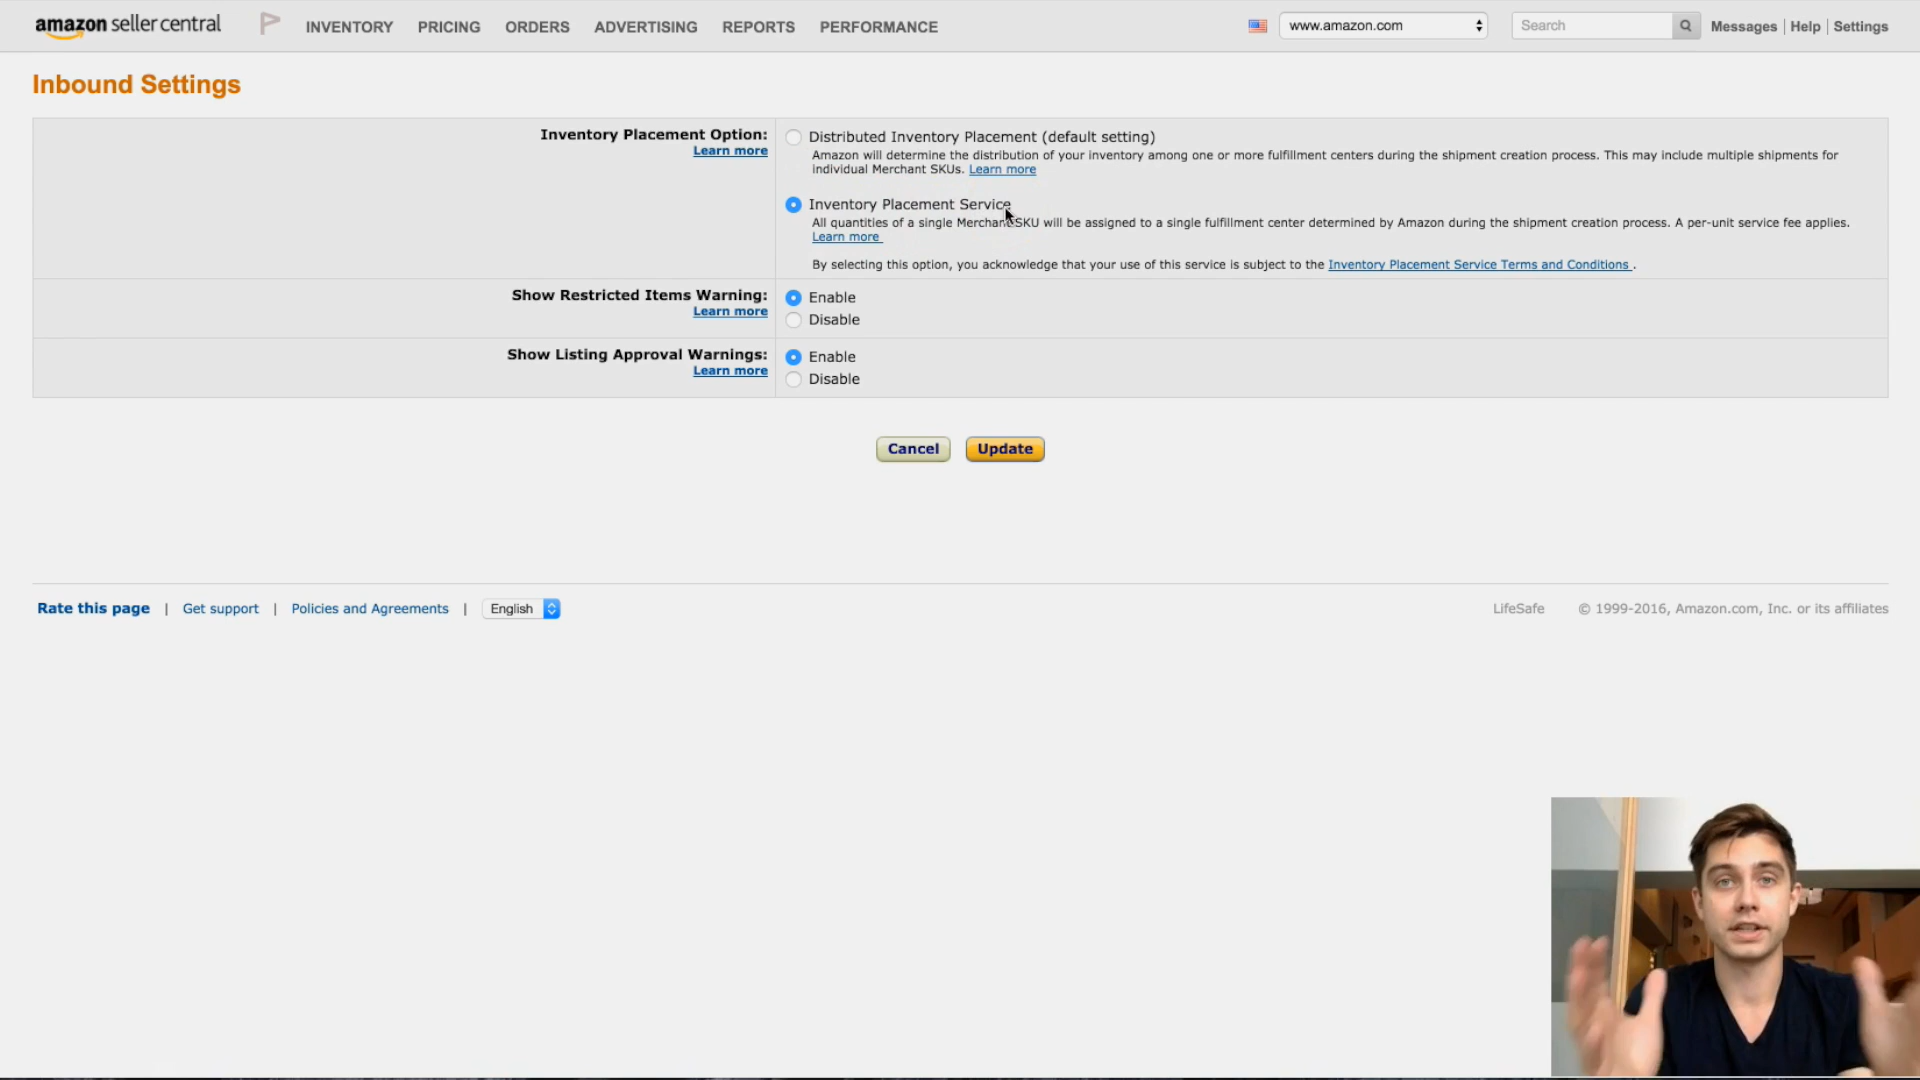 amazon seller central INVENTORY PRICING ORDERS ADVERTISING REPORTS PERFORMANCE www.amazon.com Search Messages | Help | Settings
Inbound Settings
Inventory Placement Option:
Learn more
Distributed Inventory Placement (default setting)
Amazon will determine the distribution of your inventory among one or more fulfillment centers during the shipment creation process. This may include multiple shipments for
individual Merchant SKUs. Learn more
Inventory Placement Service
All quantities of a single Merchant SKU will be assigned to a single fulfillment center determined by Amazon during the shipment creation process. A per-unit service fee applies.
Learn more
By selecting this option, you acknowledge that your use of this service is subject to the Inventory Placement Service Terms and Conditions .
Show Restricted Items Warning:
Learn more
Enable
Disable
Show Listing Approval Warnings:
Learn more
Enable
Disable
Cancel Update
Rate this page | Get support | Policies and Agreements | English LifeSafe © 1999-2016, Amazon.com, Inc. or its affiliates